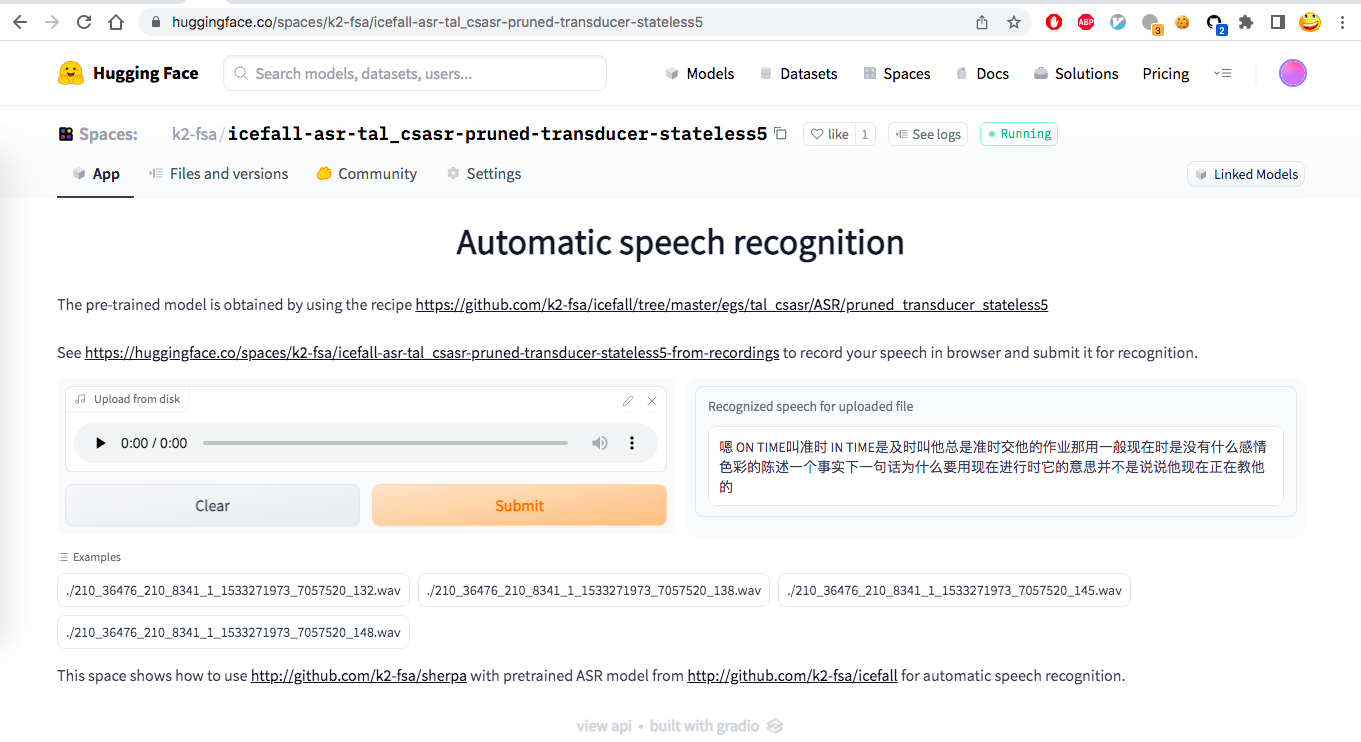 huggingface.co/spaces/k2-fsa/icefall-asr-tal_csasr-pruned-transducer-stateless5
ABP
3
2
Hugging Face
Search models, datasets, users...
Models
Datasets
Spaces
Docs
Solutions
Pricing
Spaces:
k2-fsa/icefall-asr-tal_csasr-pruned-transducer-stateless5
like 1
See logs
Running
App
Files and versions
Community
Settings
Linked Models
Automatic speech recognition
The pre-trained model is obtained by using the recipe https://github.com/k2-fsa/icefall/tree/master/egs/tal_csasr/ASR/pruned_transducer_stateless5
See https://huggingface.co/spaces/k2-fsa/icefall-asr-tal_csasr-pruned-transducer-stateless5-from-recordings to record your speech in browser and submit it for recognition.
Upload from disk
0:00 / 0:00
Clear
Submit
Recognized speech for uploaded file
嗯 ON TIME叫准时 IN TIME是及时叫他总是准时交他的作业那用一般现在时是没有什么感情
色彩的陈述一个事实下一句话为什么要用现在进行时它的意思并不是说说他现在正在教他
的
Examples
./210_36476_210_8341_1_1533271973_7057520_132.wav
./210_36476_210_8341_1_1533271973_7057520_138.wav
./210_36476_210_8341_1_1533271973_7057520_145.wav
./210_36476_210_8341_1_1533271973_7057520_148.wav
This space shows how to use http://github.com/k2-fsa/sherpa with pretrained ASR model from http://github.com/k2-fsa/icefall for automatic speech recognition.
view api • built with gradio